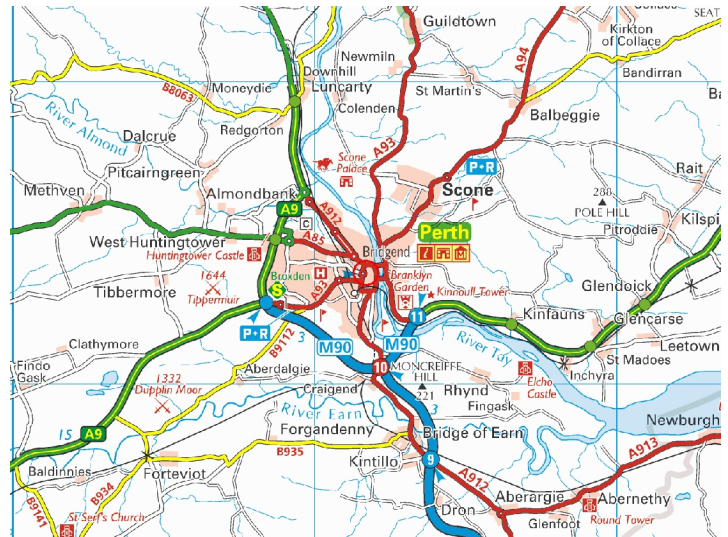 Guildtown
SEAT
Kirkton
of Collace
Newmiln
Downhill
Luncarty
A94
Bandirran
B8063
Moneydie
St Martin's
Balbeggie
River Almond
Colenden
Redgorton
Dalcrue
A93
P+R
Scone
Palace
Rait
Pitcairngreen
Scone
288
POLE HILL
Methven
Almondbank
A9
A912
Pitroddie
Kilspi
West Huntingtower
A85
Bridgend
Perth
Huntingtower Castle
1644
Tippermuir
Broxden
S
H
A93
Branklyn
Garden
Kinnoull Tower
Glendoick
Tibbermore
11
Kinfauns
Glencarse
P+R
B9112
3
M90
M90
River Tay
St Madoes
Leetown
Clathymore
Inchyra
Findo
Gask
1332
Dupplin Moor
Aberdalgie
10
MONCREIFFE
HILL
221
Elcho
Castle
Craigend
Rhynd
Fingask
River Earn
3
Newburgh
15
A9
Forgandenny
Bridge of Earn
B935
Kintillo
9
A913
Baldinnies
Forteviot
B934
B9141
A912
Aberargie
Abernethy
St Serf's Church
Dron
Glenfoot
Round Tower